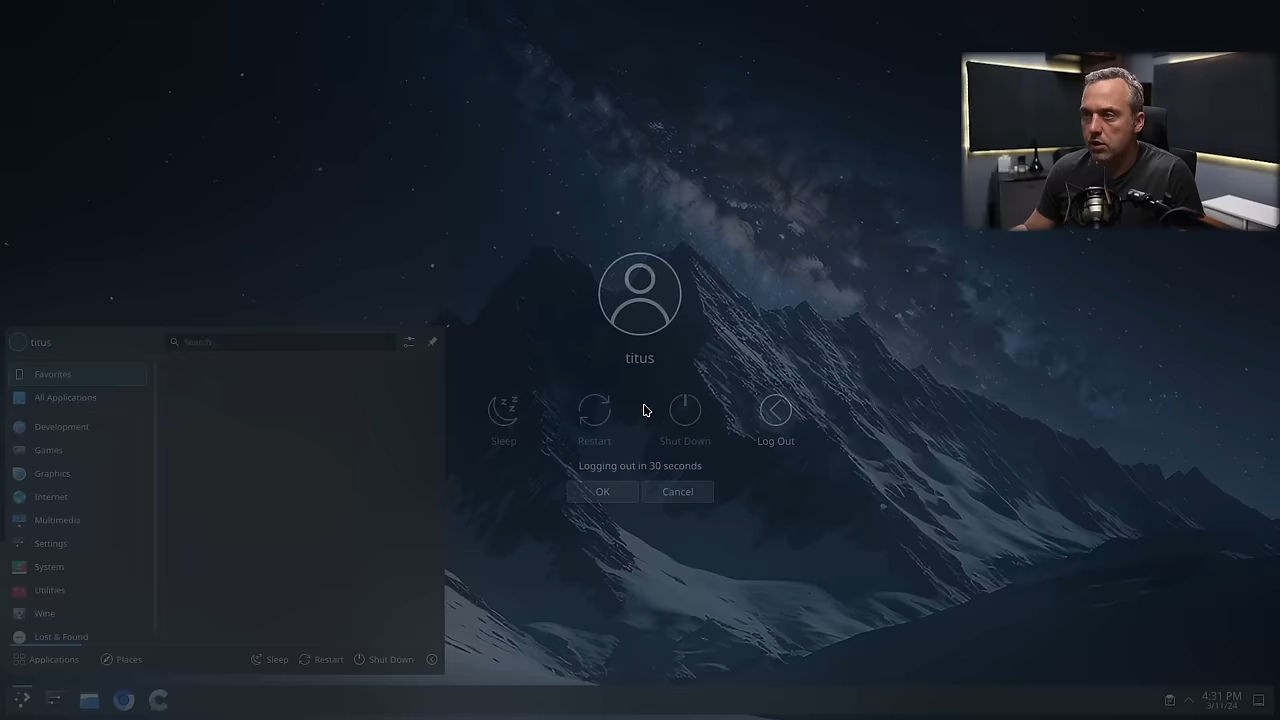 titus
Search...
Favorites
All Applications
Development
Games
Graphics
Internet
Multimedia
Settings
System
Utilities
Wine
Lost & Found
Applications
Places
Sleep
Restart
Shut Down
titus
Sleep
Restart
Shut Down
Log Out
Logging out in 30 seconds
OK
Cancel
4:31 PM
3/11/24